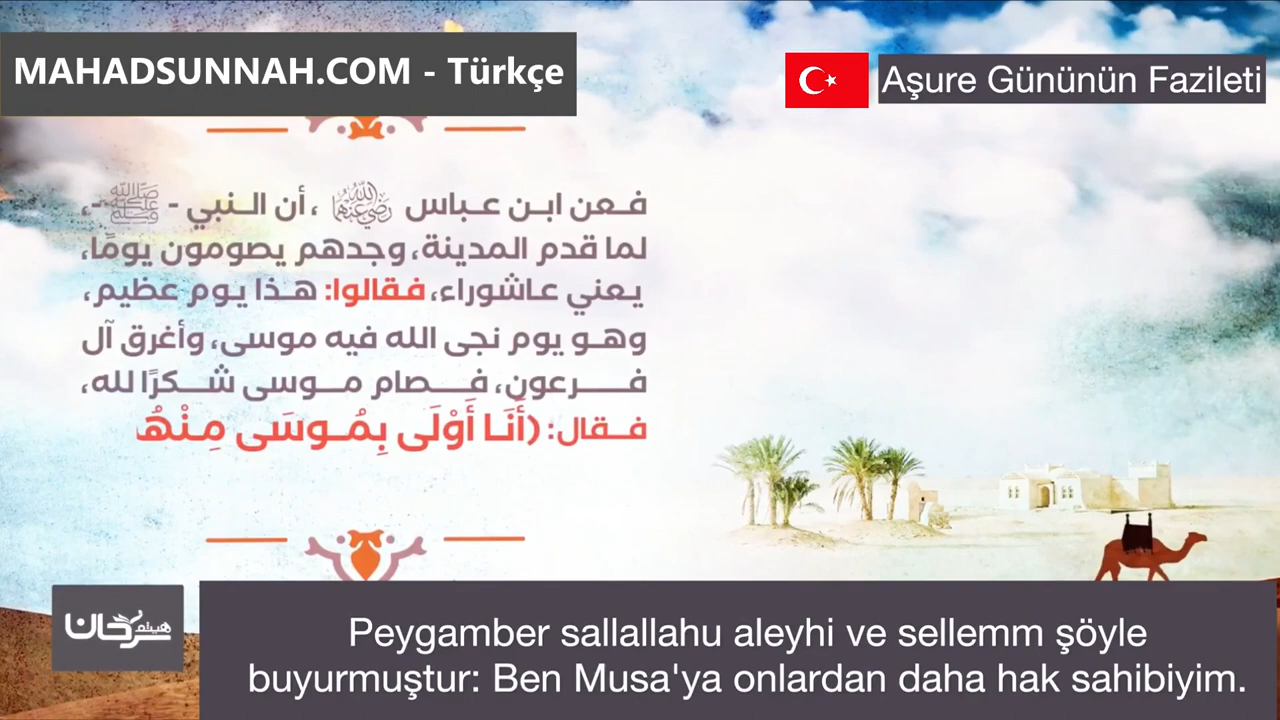 MAHADSUNNAH.COM - Türkçe
Aşure Gününün Fazileti
فعن ابن عباس رضي الله عنهما، أن النبي - صلى الله عليه وسلم -،
لما قدم المدينة، وجدهم يصومون يومًا،
يعني عاشوراء، فقالوا: هذا يوم عظيم،
وهو يوم نجى الله فيه موسى، وأغرق آل
فرعون، فصام موسى شكرًا لله،
فقال: (أَنَا أَوْلَى بِمُوسَى مِنْهُ
هيثم
سرحان
Peygamber sallallahu aleyhi ve sellemm şöyle
buyurmuştur: Ben Musa'ya onlardan daha hak sahibiyim.